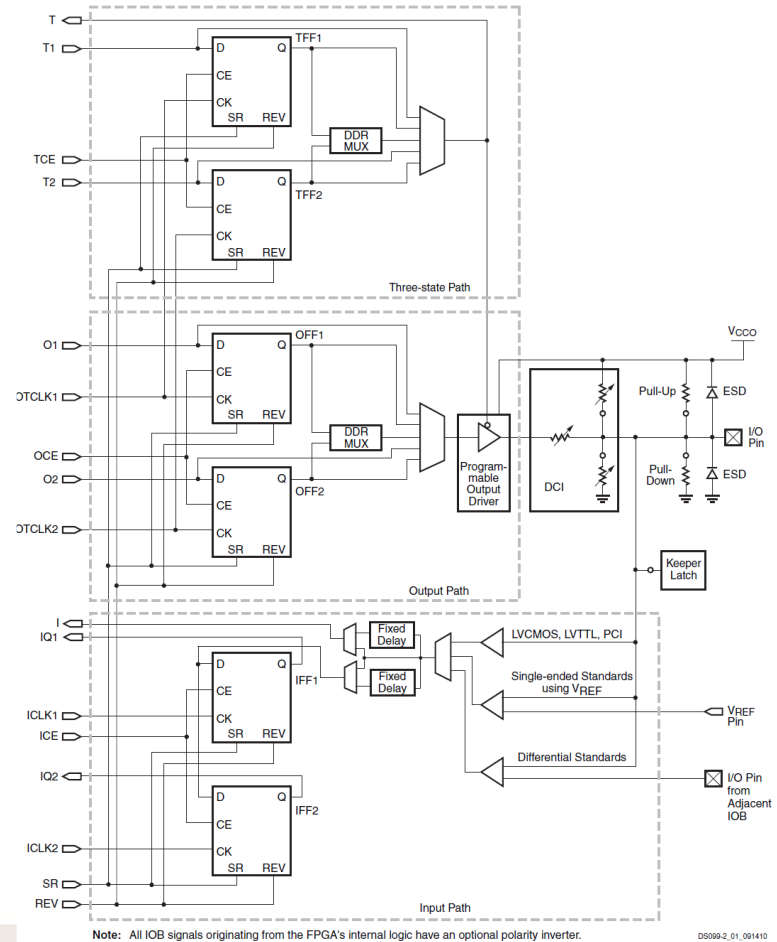 T
T1
D
Q
TFF1
CE
CK
SR
REV
DDR
MUX
TCE
T2
D
Q
TFF2
CE
CK
SR
REV
Three-state Path
O1
D
Q
OFF1
CE
OTCLK1
CK
SR
REV
DDR
MUX
OCE
O2
D
Q
OFF2
CE
OTCLK2
CK
SR
REV
Program-
mable
Output
Driver
Output Path
VCCO
Pull-Up
ESD
I/O
Pin
DCI
Pull-
Down
ESD
Keeper
Latch
I
IQ1
D
Q
IFF1
CE
ICLK1
CK
ICE
SR
REV
Fixed
Delay
Fixed
Delay
LVCMOS, LVTTL, PCI
Single-ended Standards
using VREF
VREF
Pin
Differential Standards
I/O Pin
from
Adjacent
IOB
IQ2
D
Q
IFF2
CE
ICLK2
CK
SR
REV
SR
REV
Input Path
Note: All IOB signals originating from the FPGA's internal logic have an optional polarity inverter.
DS099-2_01_091410